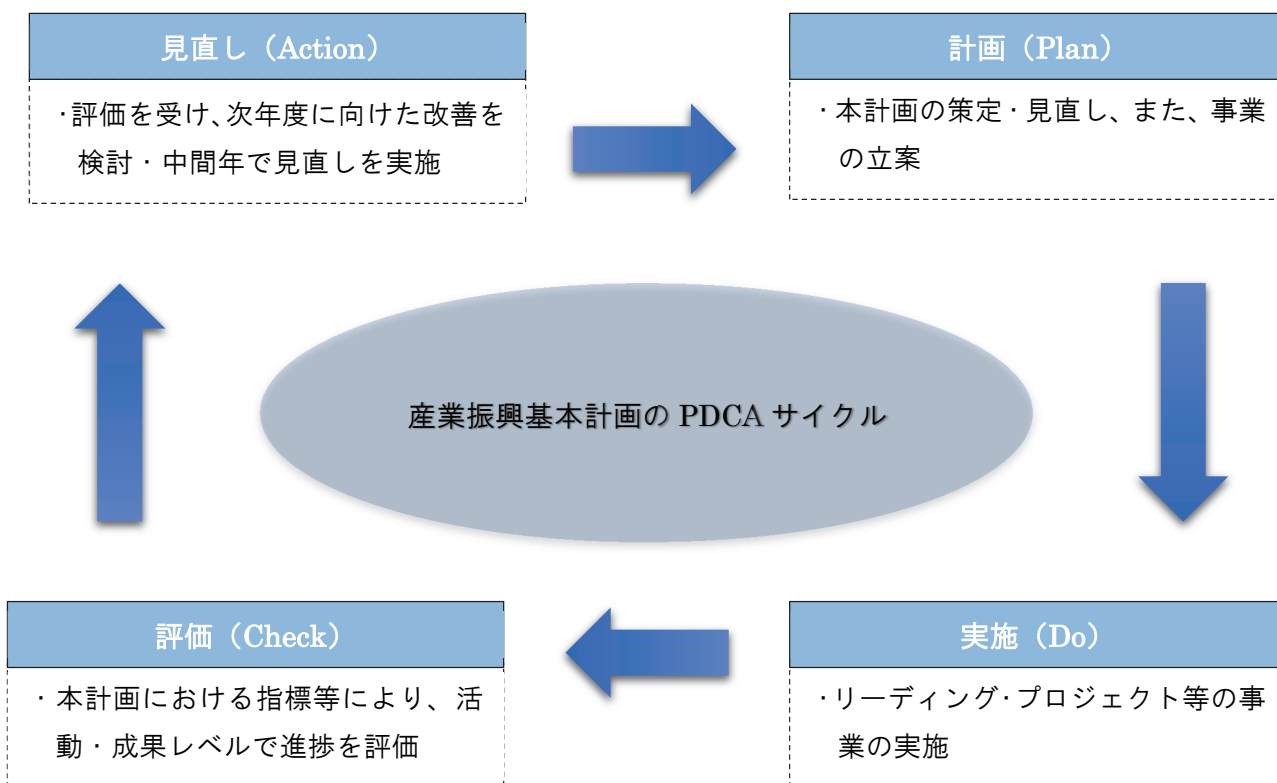 見直し（Action）
・評価を受け、次年度に向けた改善を
検討・中間年で見直しを実施
計画（Plan）
・本計画の策定・見直し、また、事業
の立案
産業振興基本計画の PDCA サイクル
評価（Check）
・本計画における指標等により、活
動・成果レベルで進捗を評価
実施（Do）
・リーディング・プロジェクト等の事
業の実施